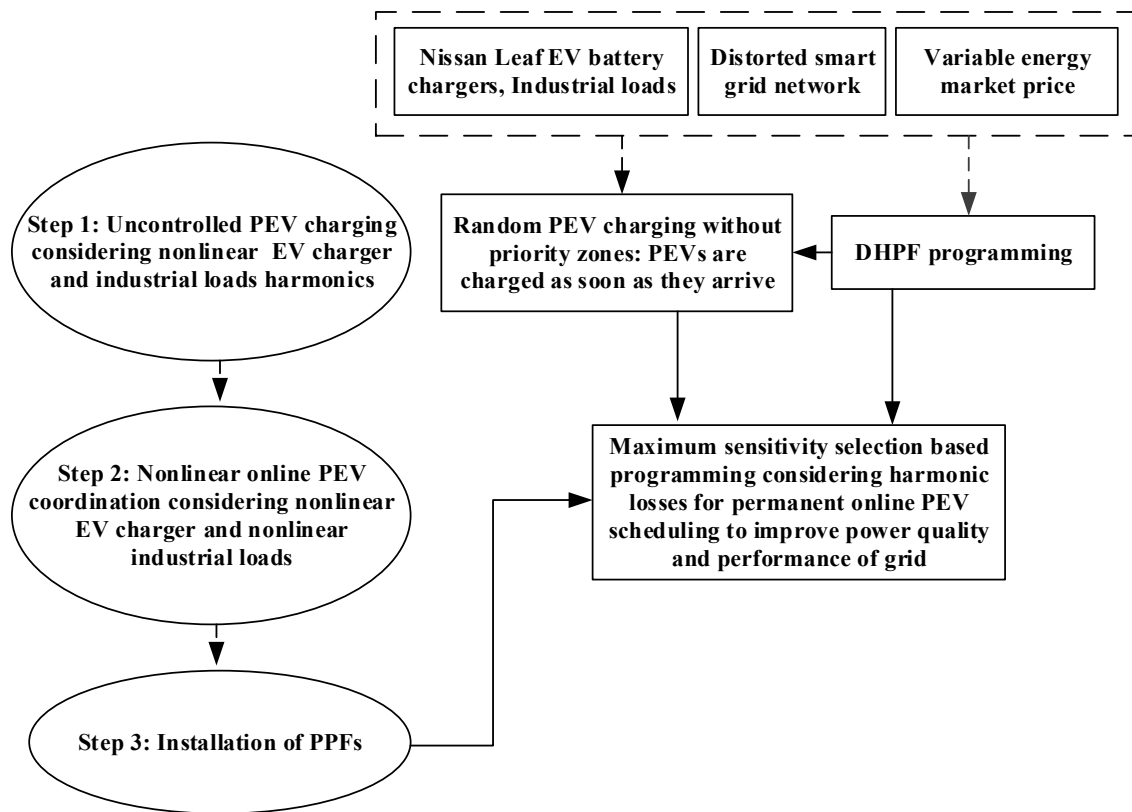 Nissan Leaf EV battery
chargers, Industrial loads
Distorted smart
grid network
Variable energy
market price
Step 1: Uncontrolled PEV charging
considering nonlinear EV charger
and industrial loads harmonics
Random PEV charging without
priority zones: PEVs are
charged as soon as they arrive
DHPF programming
Step 2: Nonlinear online PEV
coordination considering nonlinear
EV charger and nonlinear
industrial loads
Maximum sensitivity selection based
programming considering harmonic
losses for permanent online PEV
scheduling to improve power quality
and performance of grid
Step 3: Installation of PPFs